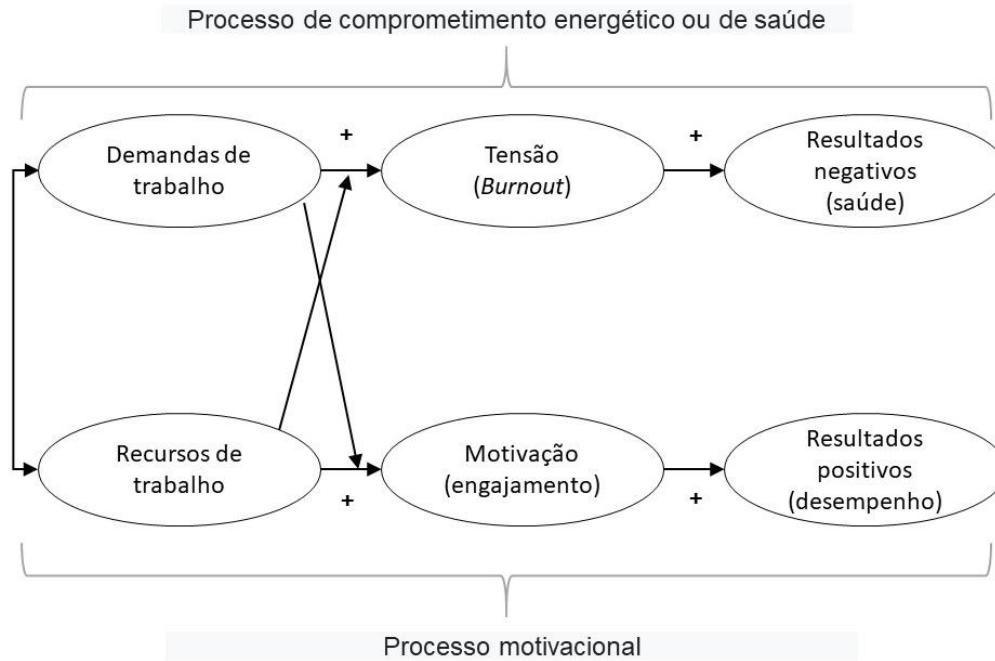 Processo de comprometimento energético ou de saúde
+
+
Demandas de
trabalho
Tensão
(Burnout)
Resultados
negativos
(saúde)
Recursos de
trabalho
Motivação
(engajamento)
Resultados
positivos
(desempenho)
+
+
Processo motivacional